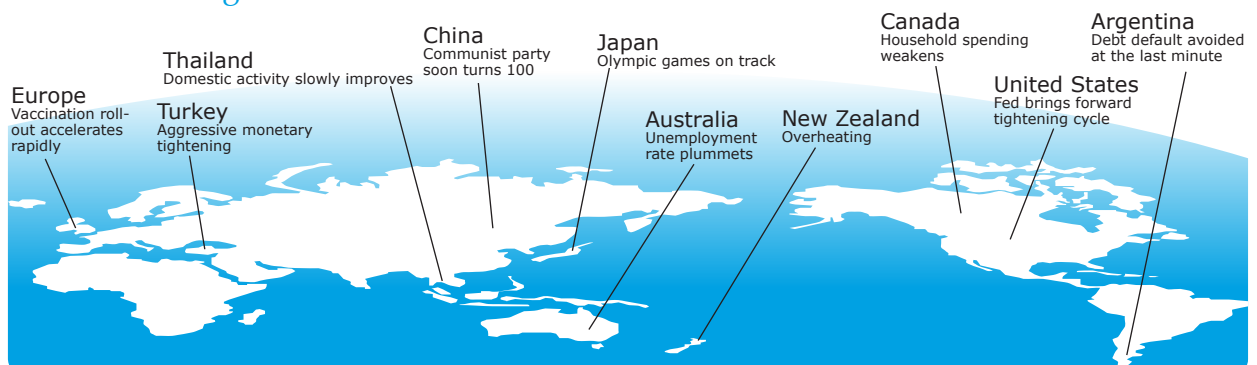 Europe
Vaccination roll-
out accelerates
rapidly
Thailand
Domestic activity slowly improves
Turkey
Aggressive monetary
tightening
China
Communist party
soon turns 100
Japan
Olympic games on track
Australia
Unemployment
rate plummets
New Zealand
Overheating
Canada
Household spending
weakens
United States
Fed brings forward
tightening cycle
Argentina
Debt default avoided
at the last minute